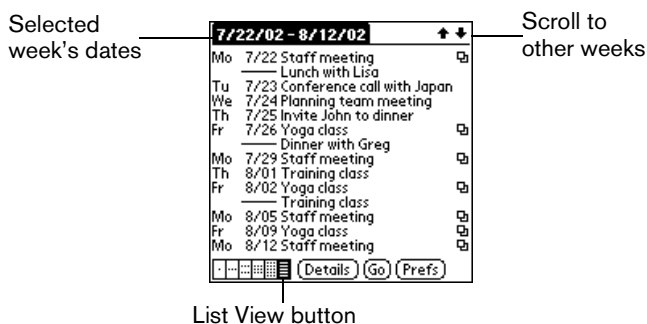 Selected
week's dates
7/22/02 - 8/12/02
Scroll to
other weeks
Mo 7/22 Staff meeting
Lunch with Lisa
Tu 7/23 Conference call with Japan
We 7/24 Planning team meeting
Th 7/25 Invite John to dinner
Fr 7/26 Yoga class
Dinner with Greg
Mo 7/29 Staff meeting
Th 8/01 Training class
Fr 8/02 Yoga class
Training class
Mo 8/05 Staff meeting
Fr 8/09 Yoga class
Mo 8/12 Staff meeting
Details Go Prefs
List View button